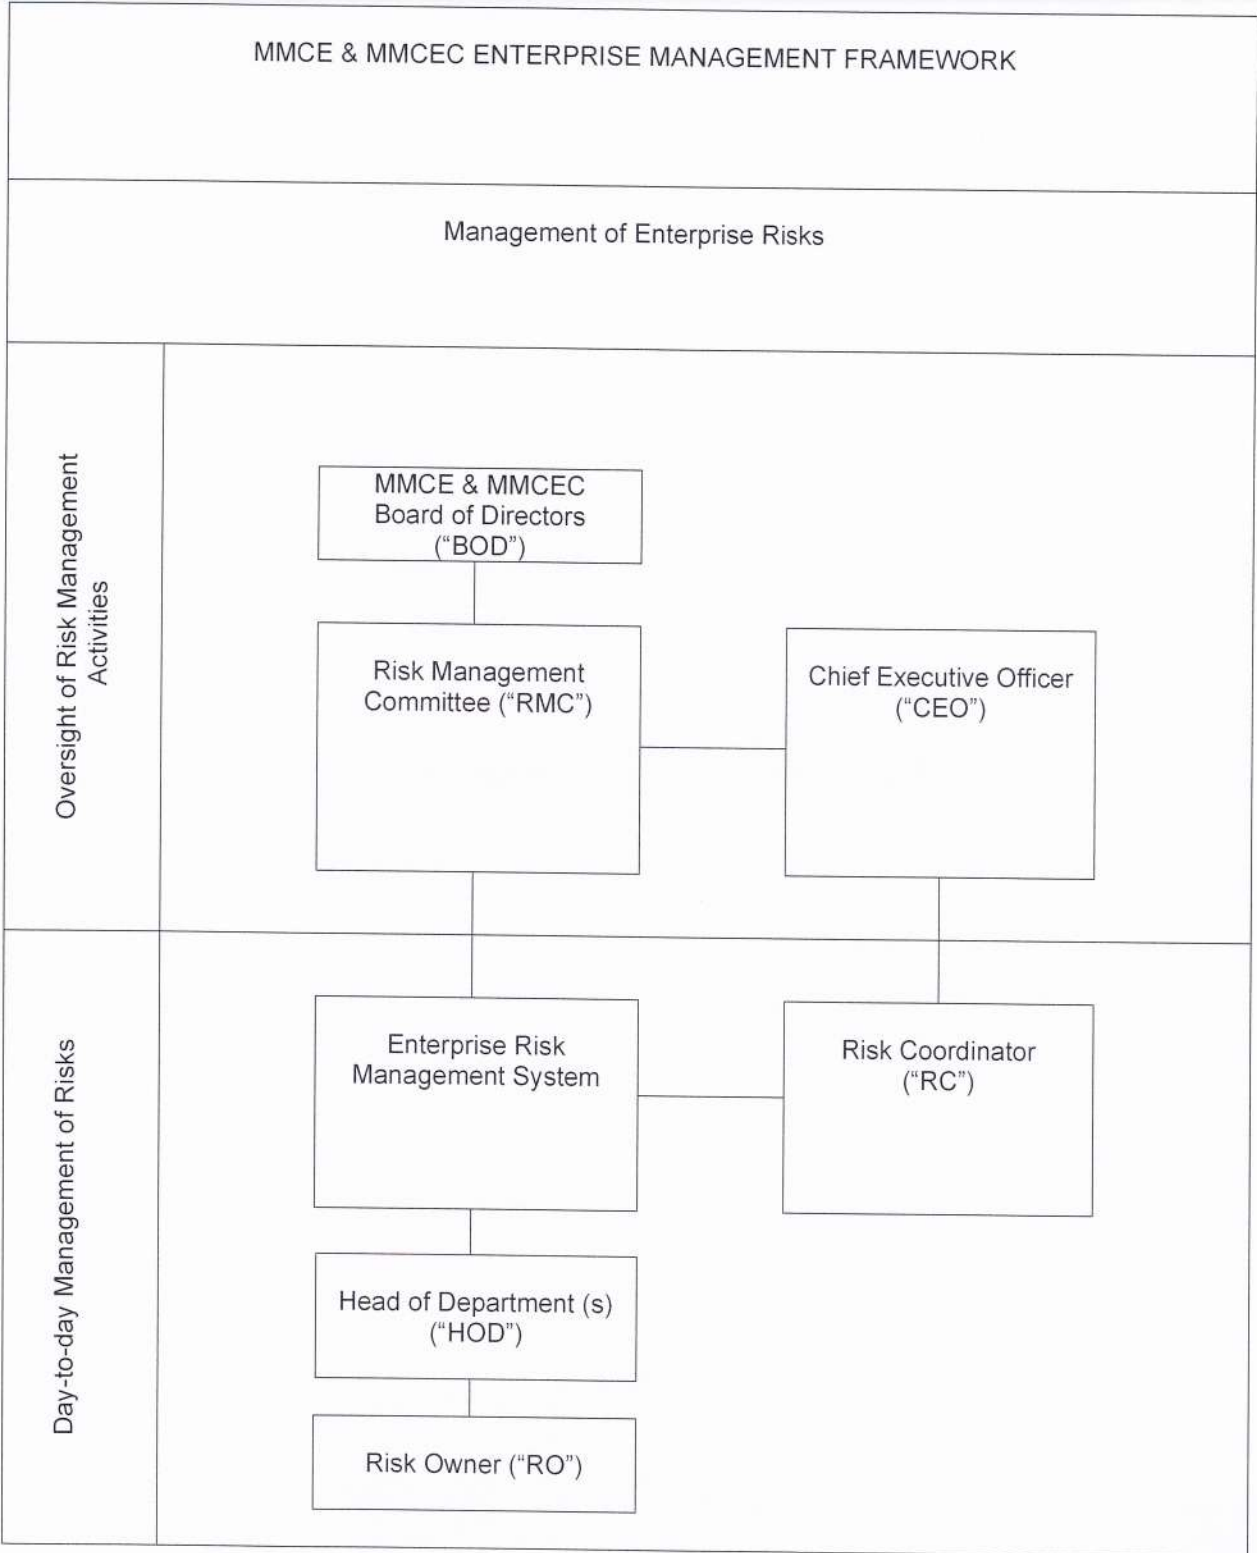 MMCE & MMCEC ENTERPRISE MANAGEMENT FRAMEWORK
Management of Enterprise Risks
Oversight of Risk Management
Activities
MMCE & MMCEC
Board of Directors
(“BOD”)
Risk Management
Committee (“RMC”)
Chief Executive Officer
(“CEO”)
Day-to-day Management of Risks
Enterprise Risk
Management System
Risk Coordinator
(“RC”)
Head of Department (s)
(“HOD”)
Risk Owner (“RO”)